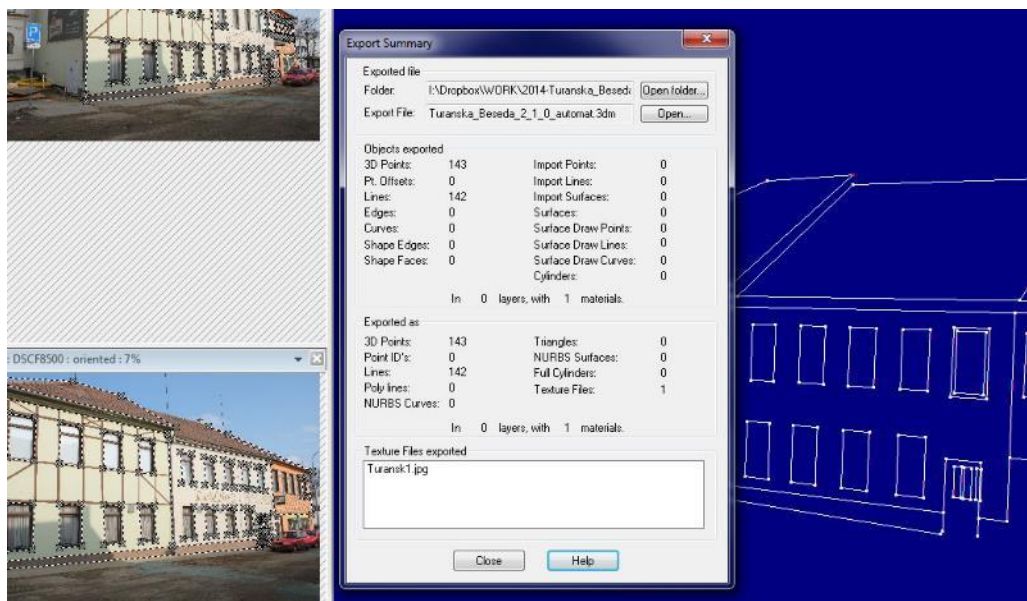 Export Summary
Exported file
Folder: I:\Dropbox\WORK\2014-Turanska_Beseda Open folder...
Export File: Turanska_Beseda_2_1_0_automat.3dm Open...
Objects exported
3D Points: 143 Import Points: 0
Pt. Offsets: 0 Import Lines: 0
Lines: 142 Import Surfaces: 0
Edges: 0 Surfaces: 0
Curves: 0 Surface Draw Points: 0
Shape Edges: 0 Surface Draw Lines: 0
Shape Faces: 0 Surface Draw Curves: 0
Cylinders: 0
In 0 layers, with 1 materials.
Exported as
3D Points: 143 Triangles: 0
Point ID's: 0 NURBS Surfaces: 0
Lines: 142 Full Cylinders: 0
Poly lines: 0 Texture Files: 1
NURBS Curves: 0
In 0 layers, with 1 materials.
: DSCF8500 : oriented : 7%
Texture Files exported
Turansk1.jpg
Close Help
P